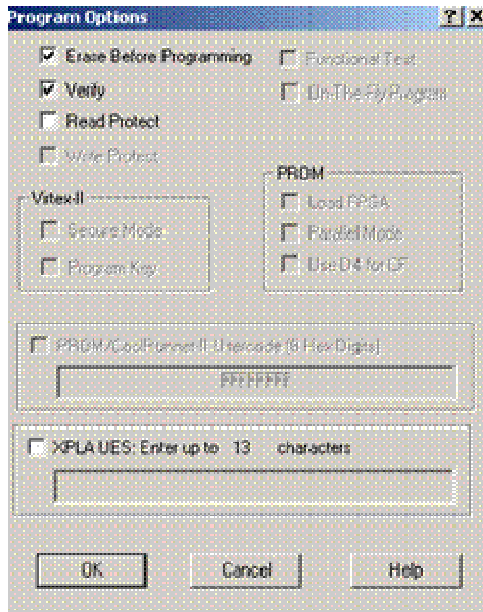 Program Options
Erase Before Programming
Functional Test
Verify
On-The-Fly Program
Read Protect
Write Protect
PROM
Virtex-II
Load FPGA
Secure Mode
Parallel Mode
Program Key
Use D4 for CF
PROM/CoolRunner-II Usercode (8 Hex Digits)
FFFFFFFF
XPLA UES: Enter up to 13 characters
OK
Cancel
Help